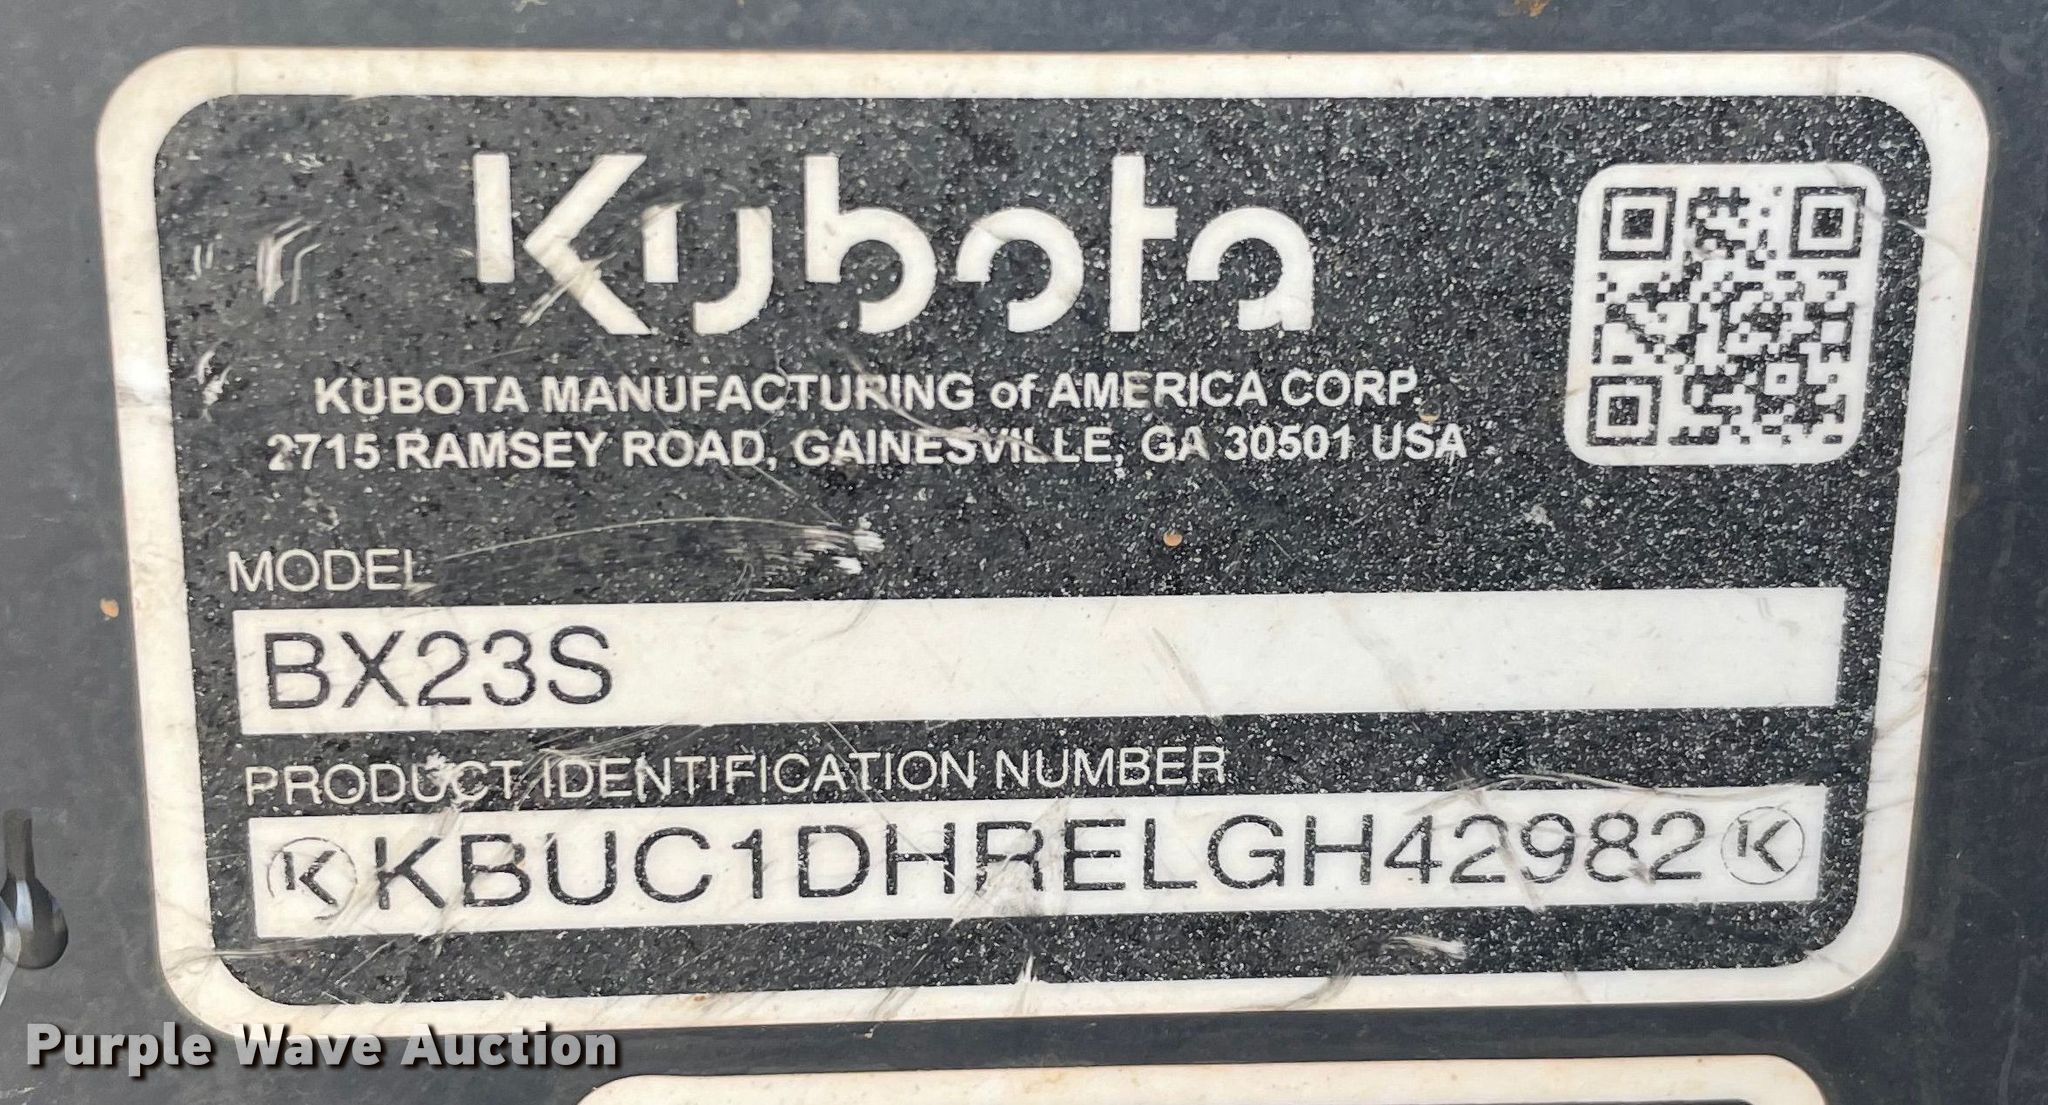 Kubota
KUBOTA MANUFACTURING of AMERICA CORP.
2715 RAMSEY ROAD, GAINESVILLE, GA 30501 USA
MODEL
BX23S
PRODUCT IDENTIFICATION NUMBER
K KBUC1DHRELGH42982 K
Purple Wave Auction